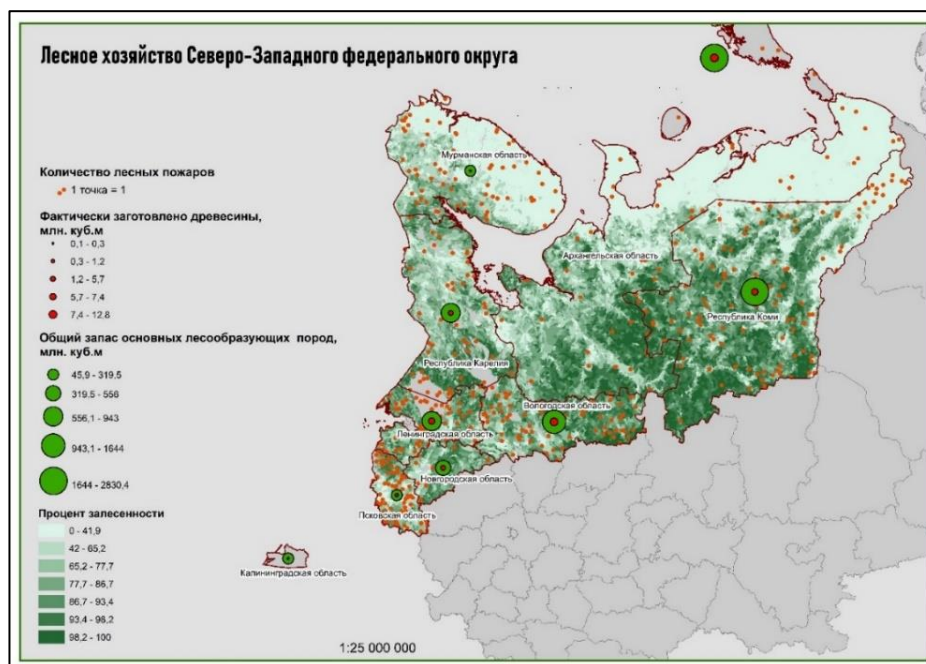 Лесное хозяйство Северо-Западного федерального округа
Количество лесных пожаров
1 точка = 1
Фактически заготовлено древесины,
млн. куб.м
0,1 - 0,3
0,3 - 1,2
1,2 - 5,7
5,7 - 7,4
7,4 - 12,8
Общий запас основных лесообразующих пород,
млн. куб.м
45,9 - 319,5
319,5 - 556
556,1 - 943
943,1 - 1644
1644 - 2830,4
Процент залесенности
0 - 41,9
42 - 65,2
65,2 - 77,7
77,7 - 86,7
86,7 - 93,4
93,4 - 98,2
98,2 - 100
Мурманская область
Архангельская область
Республика Коми
Республика Карелия
Вологодская область
Ленинградская область
Новгородская область
Псковская область
Калининградская область
1:25 000 000